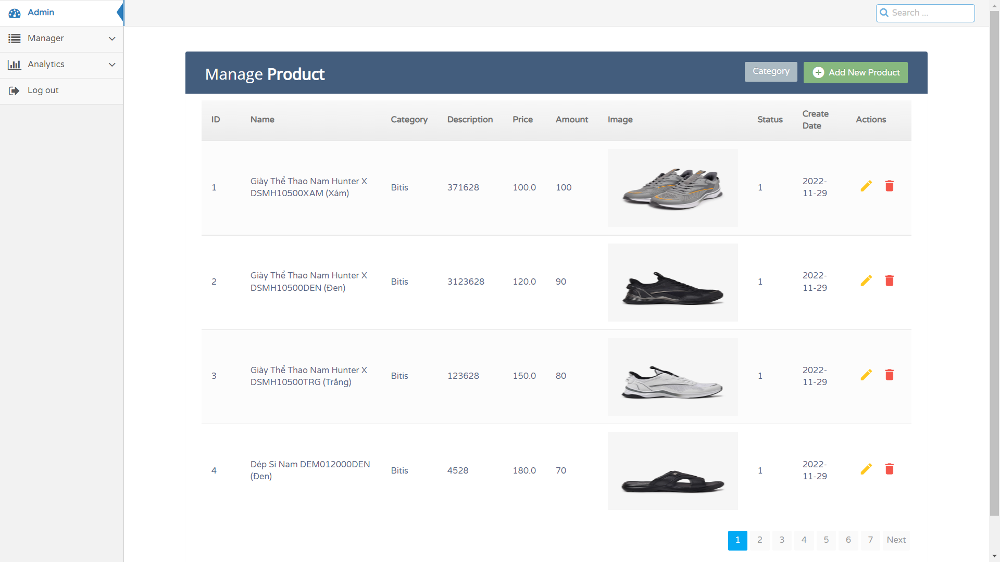 Admin
Search ...
Manager
Analytics
Log out
Manage Product
Category
Add New Product
ID Name Category Description Price Amount Image Status Create Date Actions
1 Giày Thể Thao Nam Hunter X DSMH10500XAM (Xám) Bitis 371628 100.0 100 1 2022-11-29
2 Giày Thể Thao Nam Hunter X DSMH10500DEN (Đen) Bitis 3123628 120.0 90 1 2022-11-29
3 Giày Thể Thao Nam Hunter X DSMH10500TRG (Trắng) Bitis 123628 150.0 80 1 2022-11-29
4 Dép Si Nam DEM012000DEN (Đen) Bitis 4528 180.0 70 1 2022-11-29
1 2 3 4 5 6 7 Next